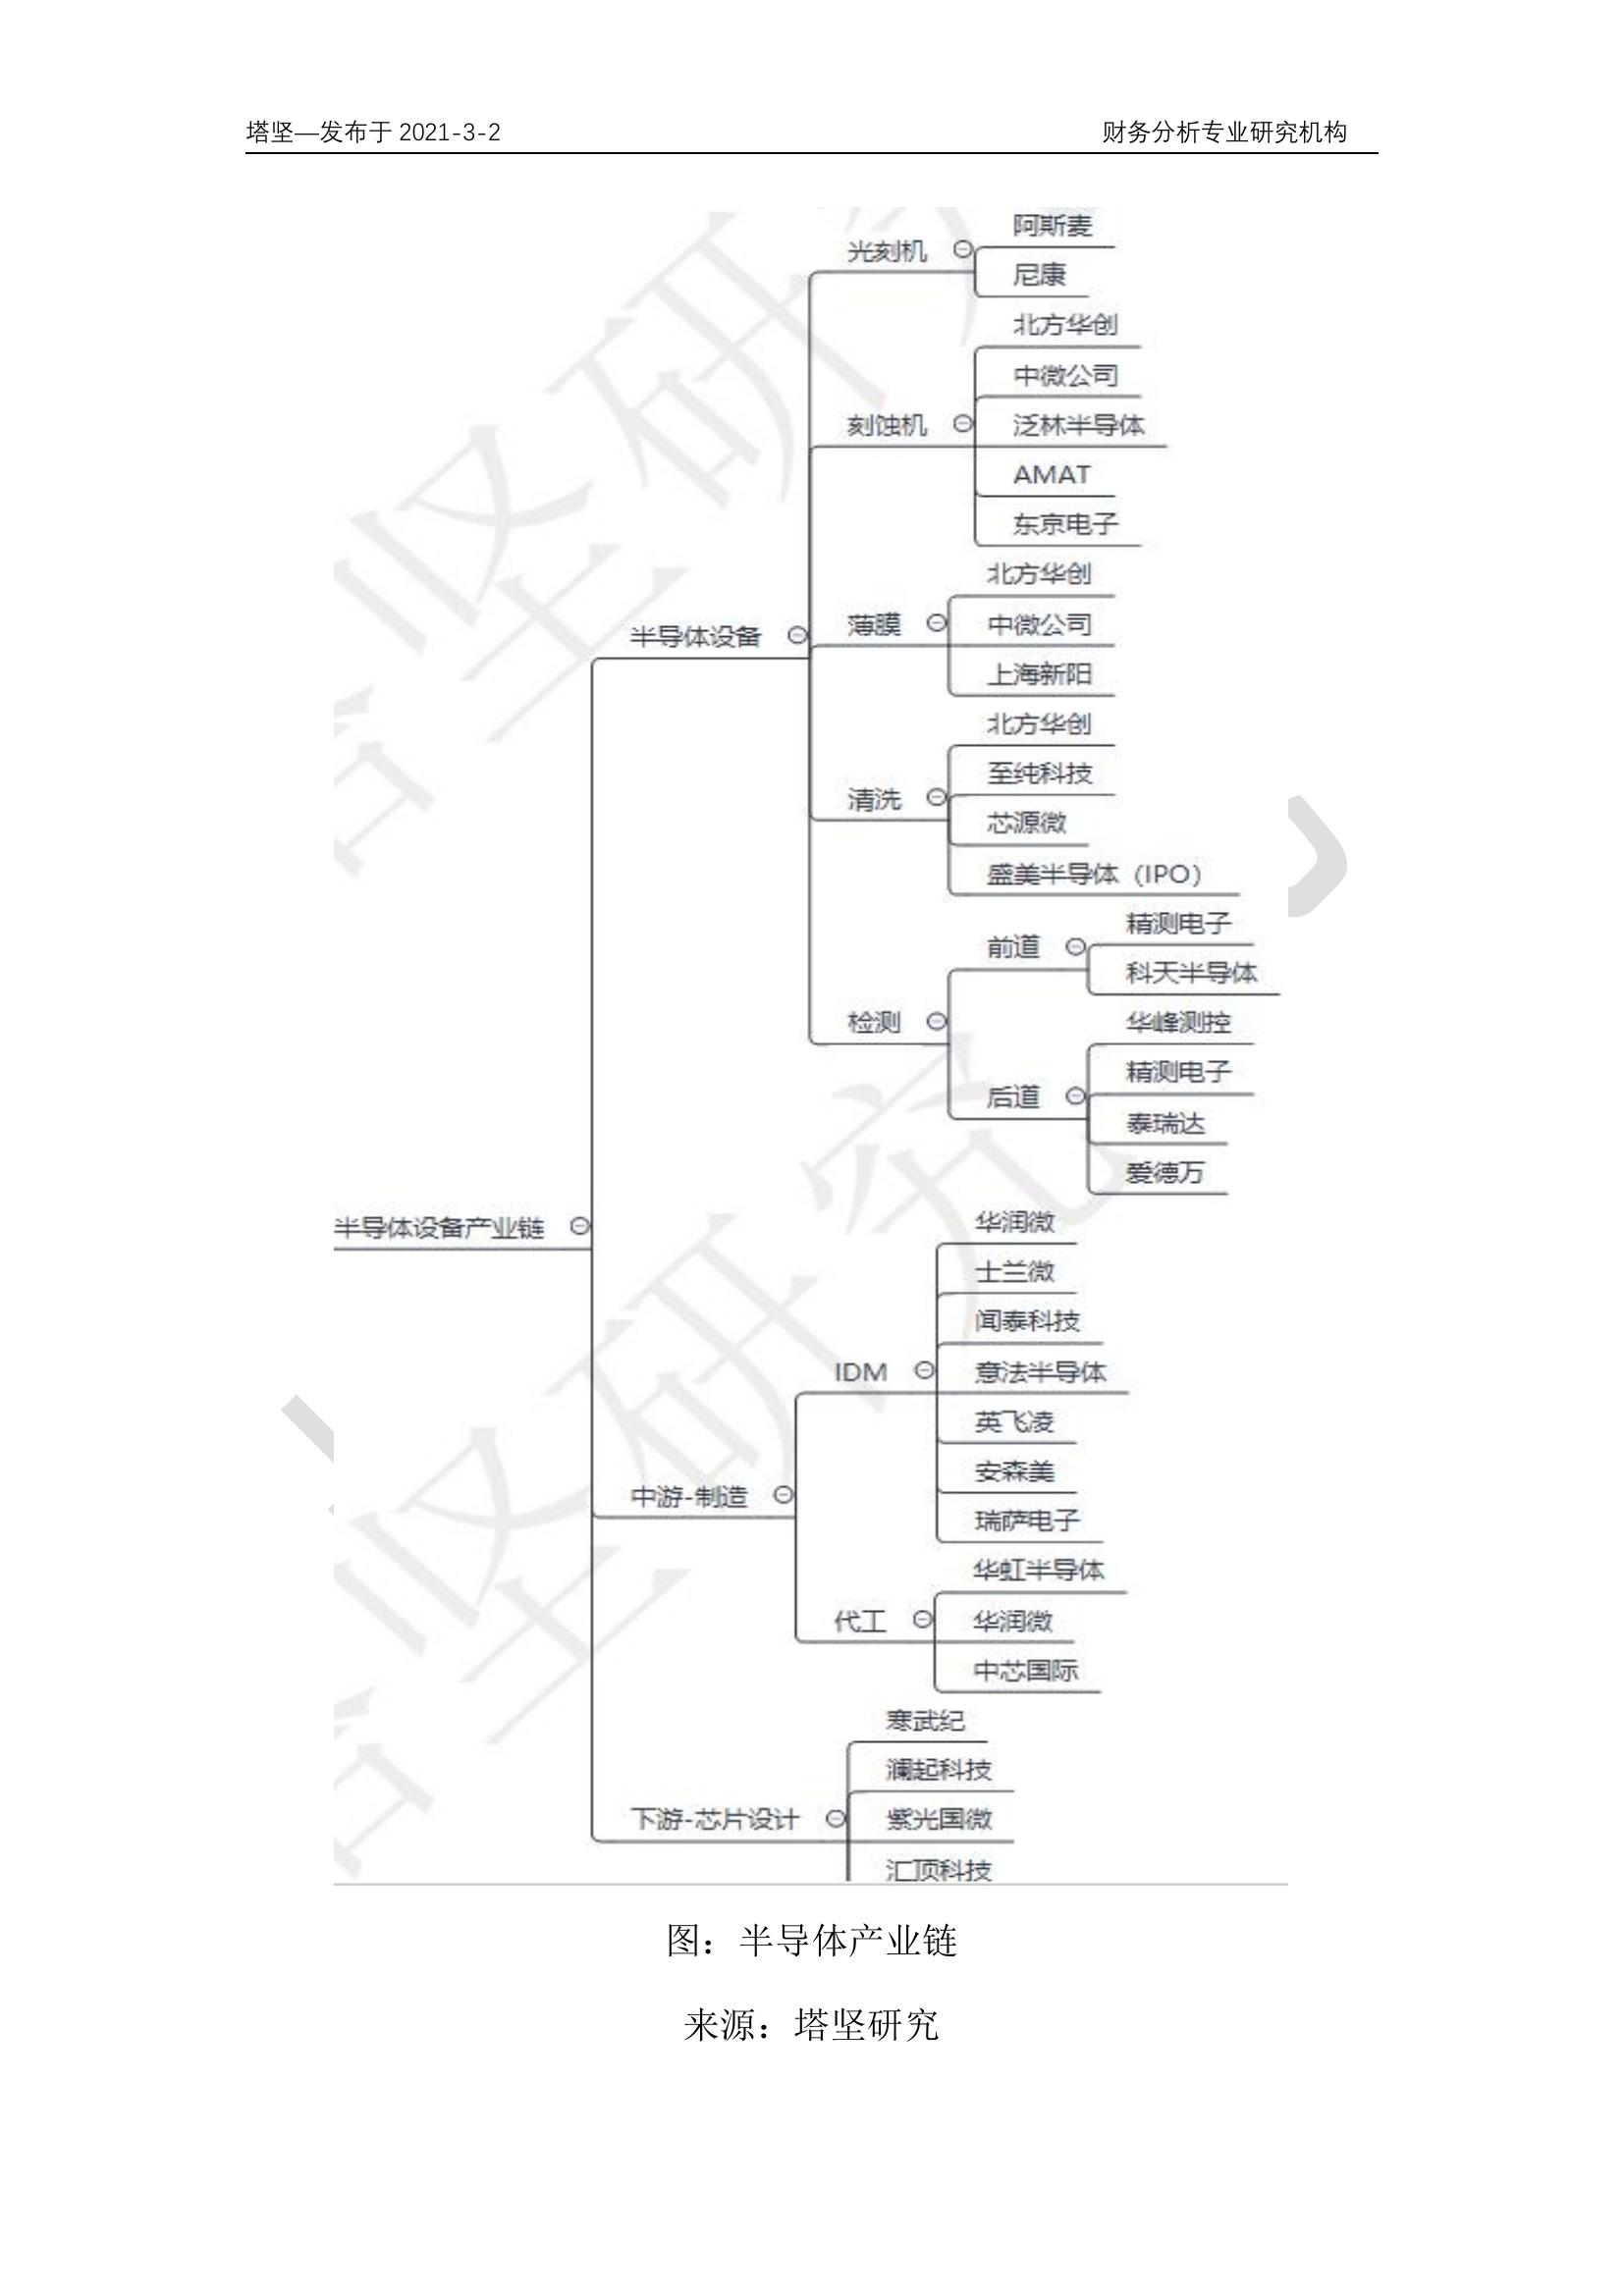 塔坚—发布于 2021-3-2
财务分析专业研究机构
阿斯麦
光刻机
尼康
北方华创
中微公司
刻蚀机
泛林半导体
AMAT
东京电子
北方华创
半导体设备
薄膜
中微公司
上海新阳
北方华创
至纯科技
清洗
芯源微
盛美半导体（IPO）
精测电子
前道
科天半导体
检测
华峰测控
精测电子
后道
泰瑞达
爱德万
半导体设备产业链
华润微
士兰微
闻泰科技
IDM
意法半导体
英飞凌
安森美
中游-制造
瑞萨电子
华虹半导体
代工
华润微
中芯国际
寒武纪
澜起科技
下游-芯片设计
紫光国微
汇顶科技
塔坚研究
塔坚研究
图：半导体产业链
来源：塔坚研究